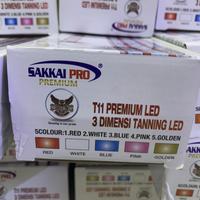 SAKKAI PRO
PREMIUM
T11 PREMIUM LED
3 DIMENSI TANNING LED
5COLOUR:1.RED 2.WHITE 3.BLUE 4.PINK 5.GOLDEN
RED
WHITE
BLUE
PINK
GOLDEN